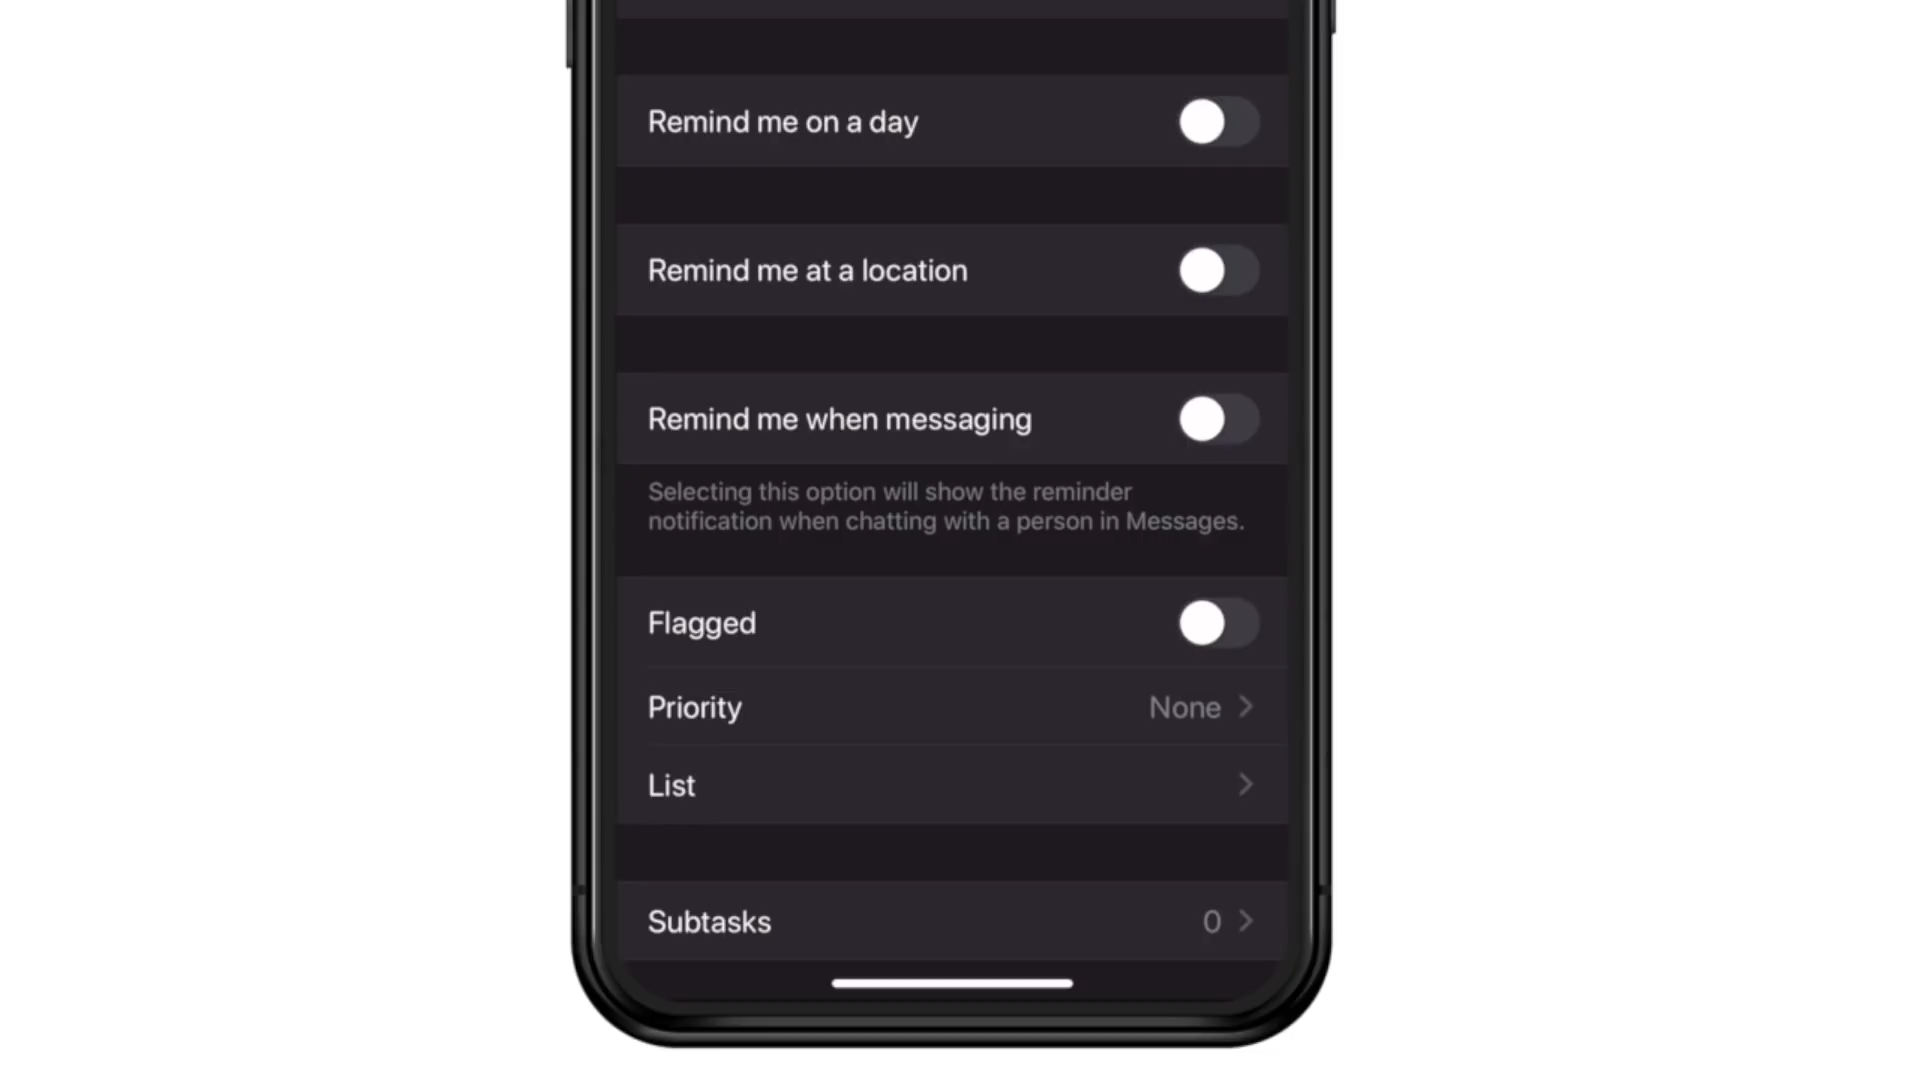 Remind me on a day
Remind me at a location
Remind me when messaging
Selecting this option will show the reminder
notification when chatting with a person in Messages.
Flagged
Priority None
List
Subtasks 0